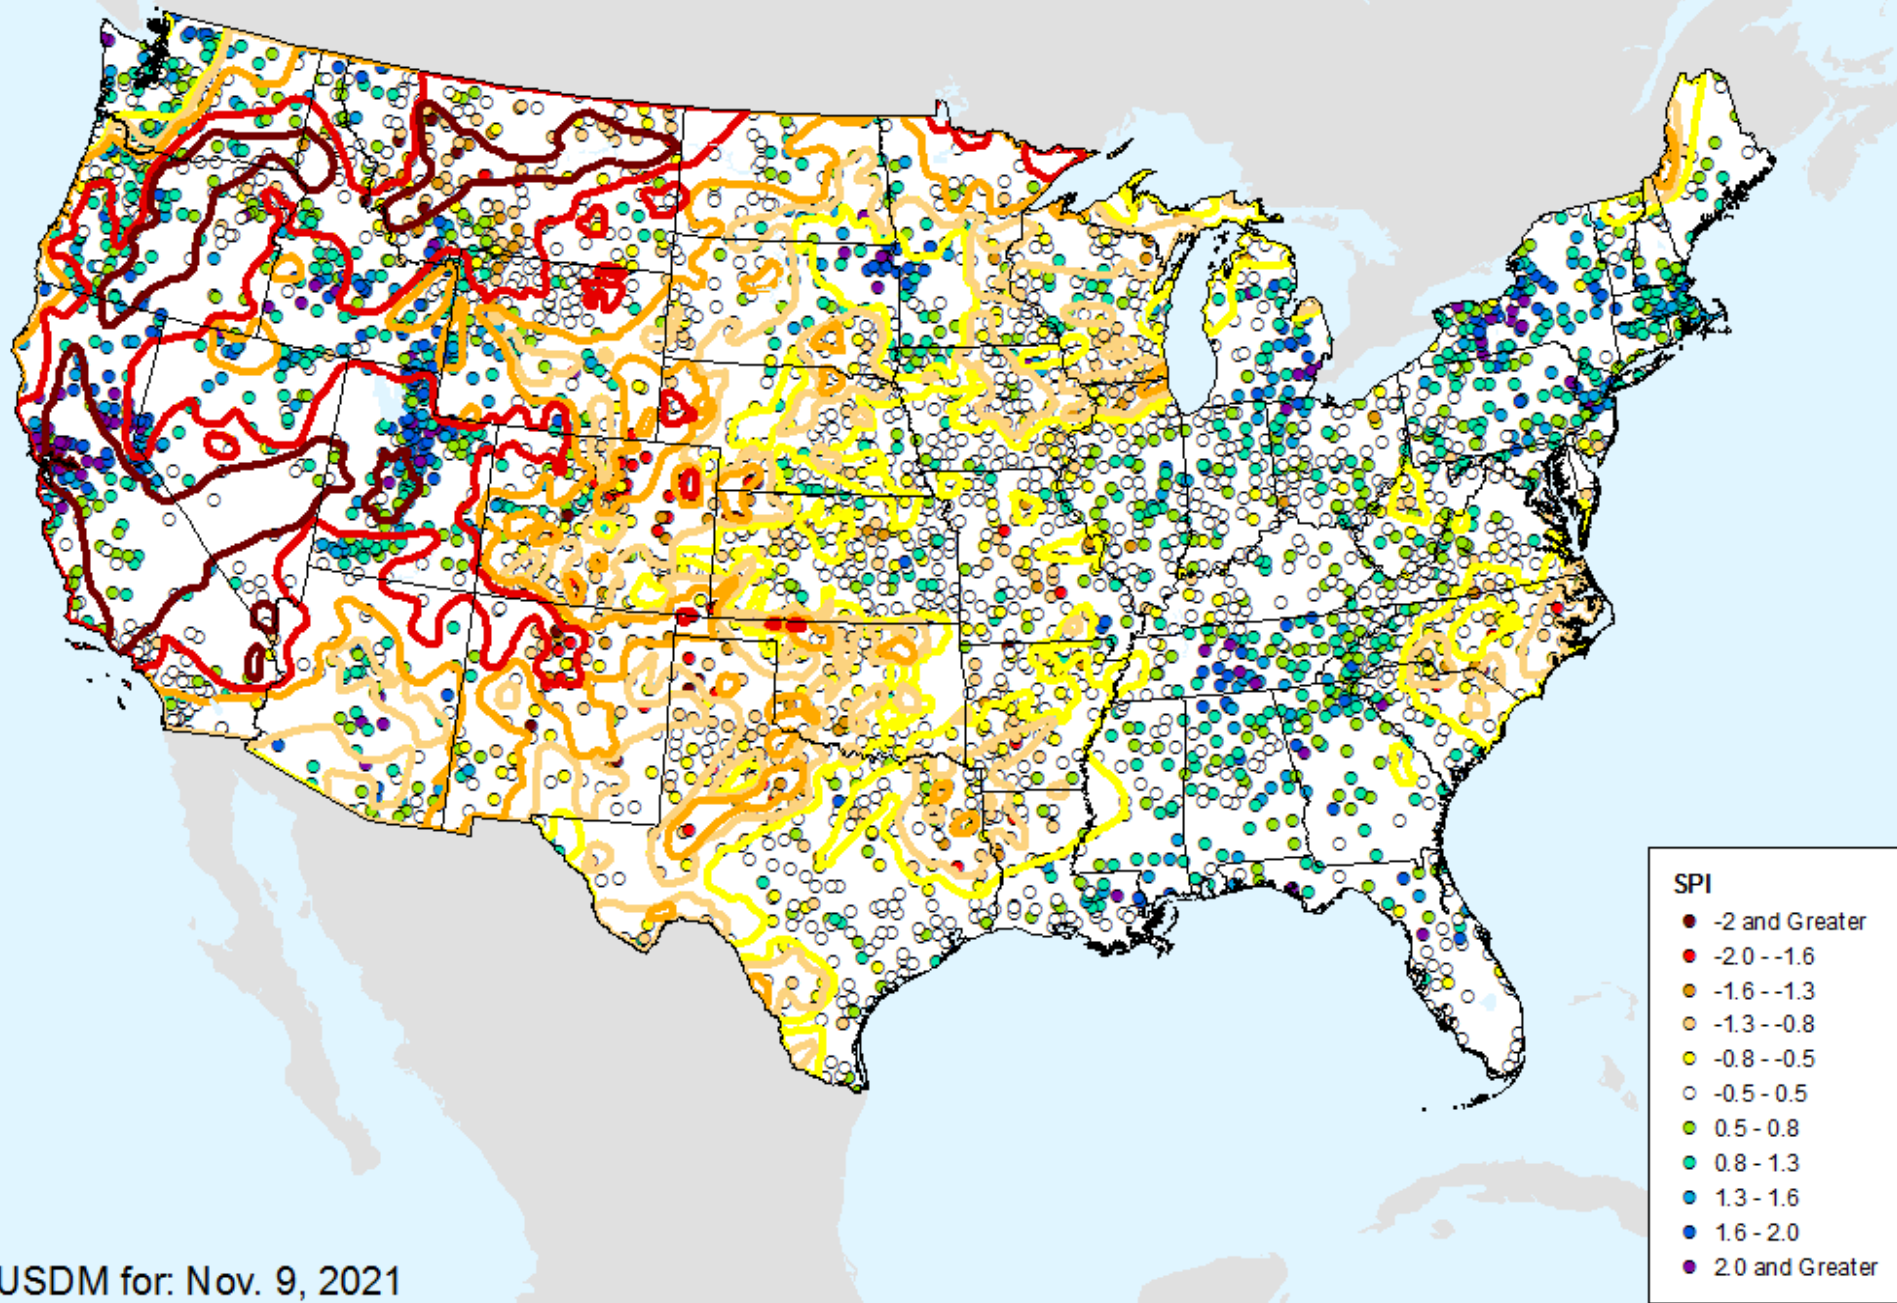 SPI
-2 and Greater
-2.0 - -1.6
-1.6 - -1.3
-1.3 - -0.8
-0.8 - -0.5
-0.5 - 0.5
0.5 - 0.8
0.8 - 1.3
1.3 - 1.6
1.6 - 2.0
2.0 and Greater
USDM for: Nov. 9, 2021